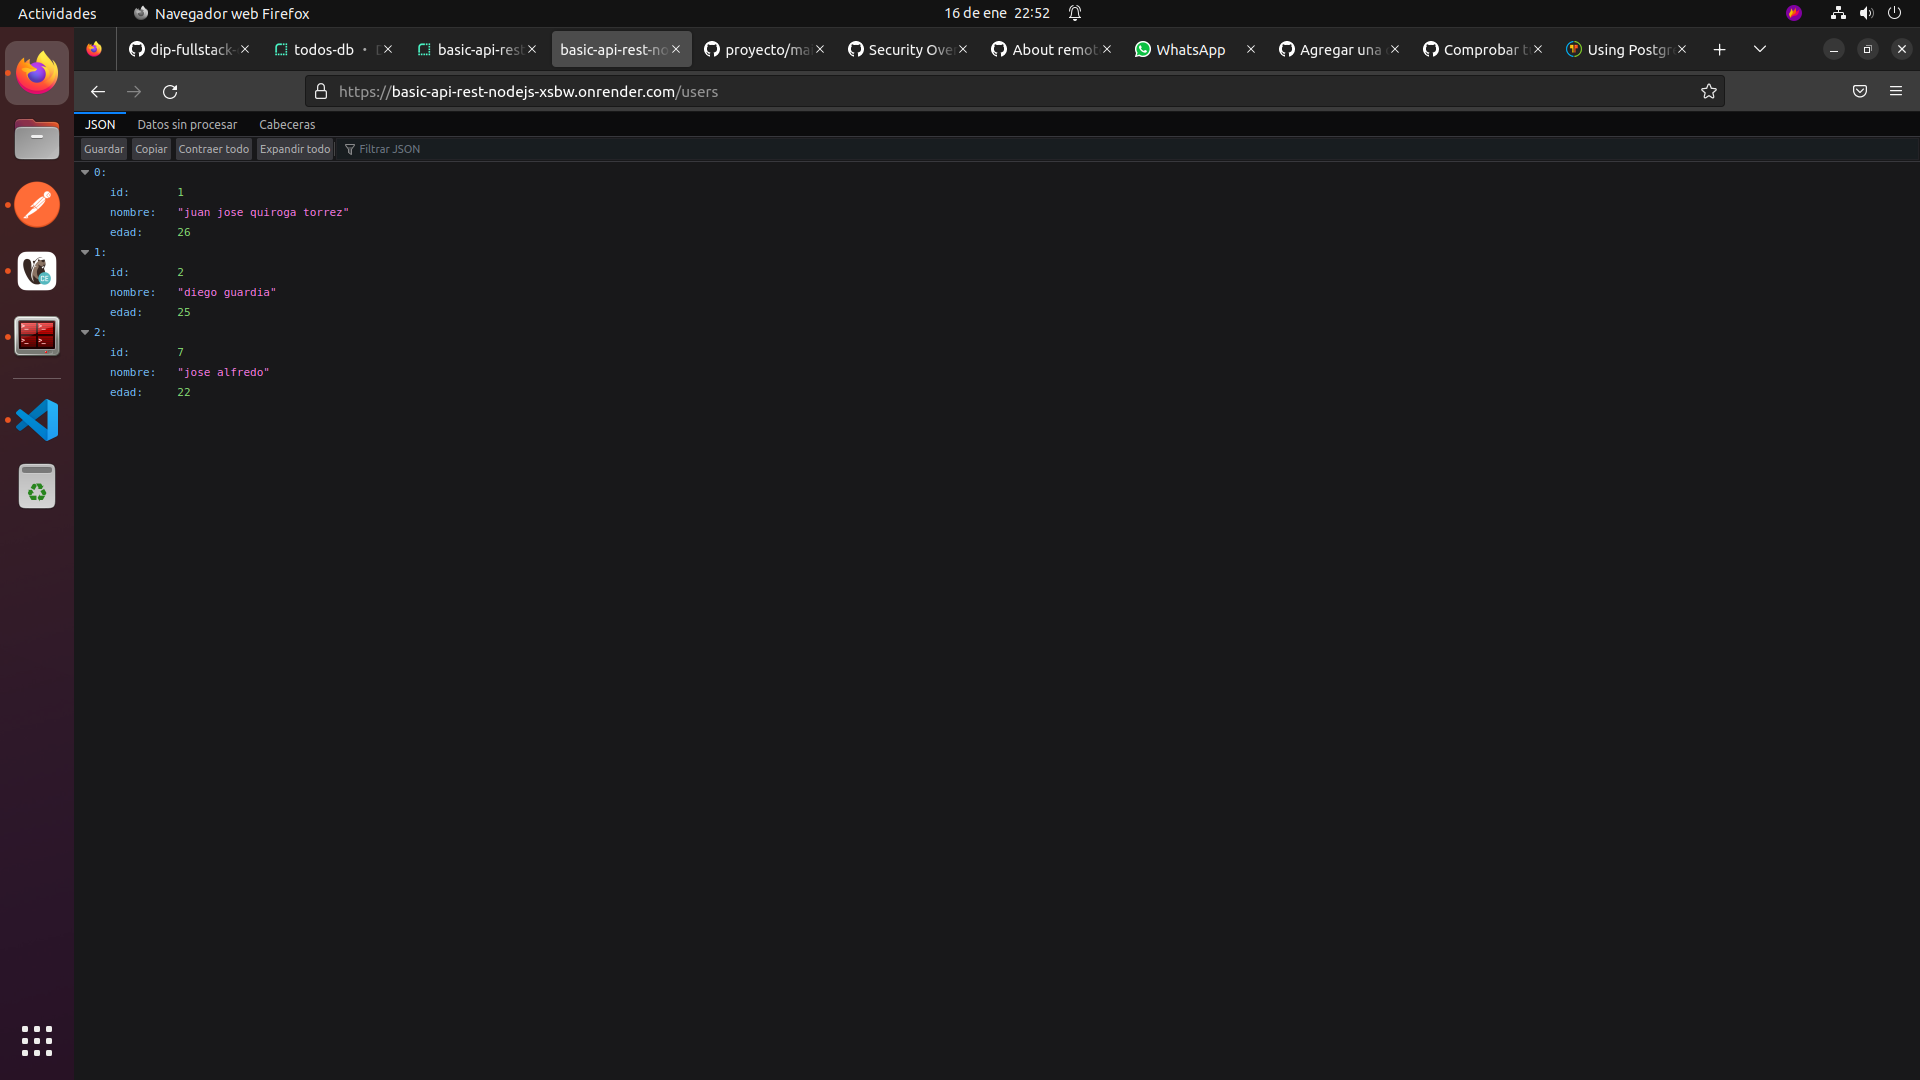 Actividades Navegador web Firefox 16 de ene 22:52
dip-fullstack- todos-db · basic-api-rest basic-api-rest-no proyecto/ma Security Ove About remot WhatsApp Agregar una Comprobar t Using Postgr
https://basic-api-rest-nodejs-xsbw.onrender.com/users
JSON Datos sin procesar Cabeceras
Guardar Copiar Contraer todo Expandir todo Filtrar JSON
0:
id: 1
nombre: "juan jose quiroga torrez"
edad: 26
1:
id: 2
nombre: "diego guardia"
edad: 25
2:
id: 7
nombre: "jose alfredo"
edad: 22